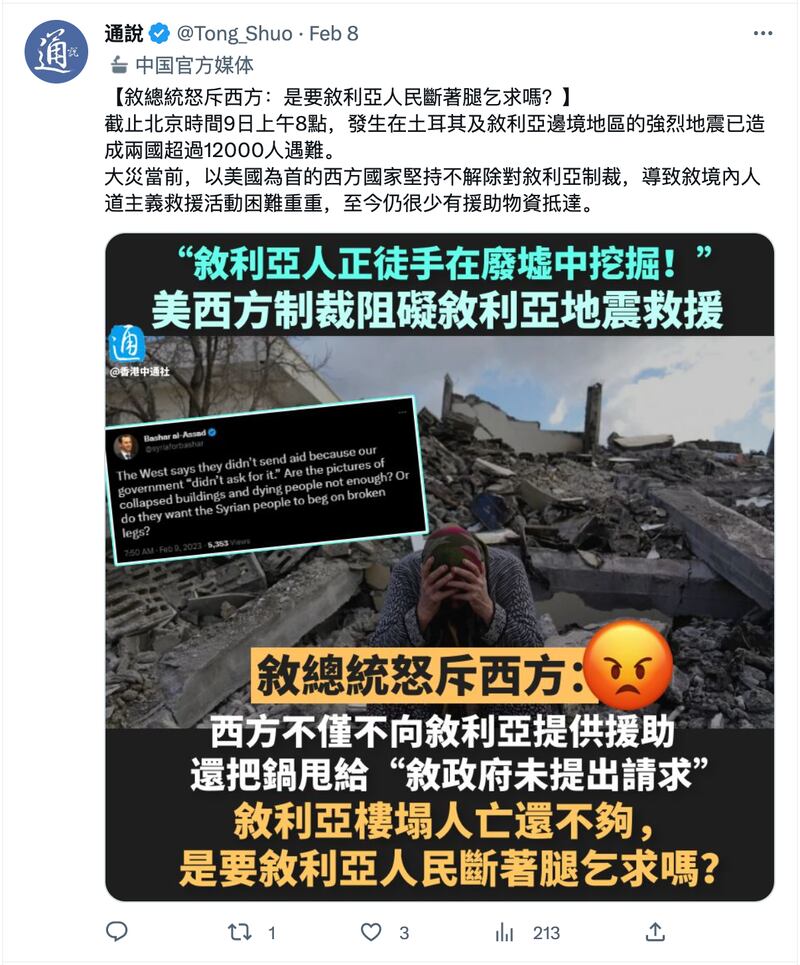 通說 @Tong_Shuo · Feb 8
中国官方媒体
【敘總統怒斥西方：是要敘利亞人民斷著腿乞求嗎？】
截止北京時間9日上午8點，發生在土耳其及敘利亞邊境地區的強烈地震已造
成兩國超過12000人遇難。
大災當前，以美國為首的西方國家堅持不解除對敘利亞制裁，導致敘境內人
道主義救援活動困難重重，至今仍很少有援助物資抵達。
“敘利亞人正徒手在廢墟中挖掘！”
美西方制裁阻礙敘利亞地震救援
通
@香港中通社
Bashar al-Assad
@syriaforbashar
The West says they didn't send aid because our
government “didn't ask for it.” Are the pictures of
collapsed buildings and dying people not enough? Or
do they want the Syrian people to beg on broken
legs?
7:50 AM · Feb 9, 2023 · 5,353 Views
敘總統怒斥西方：
西方不僅不向敘利亞提供援助
還把鍋甩給“敘政府未提出請求”
敘利亞樓塌人亡還不夠，
是要敘利亞人民斷著腿乞求嗎？
1
3
213